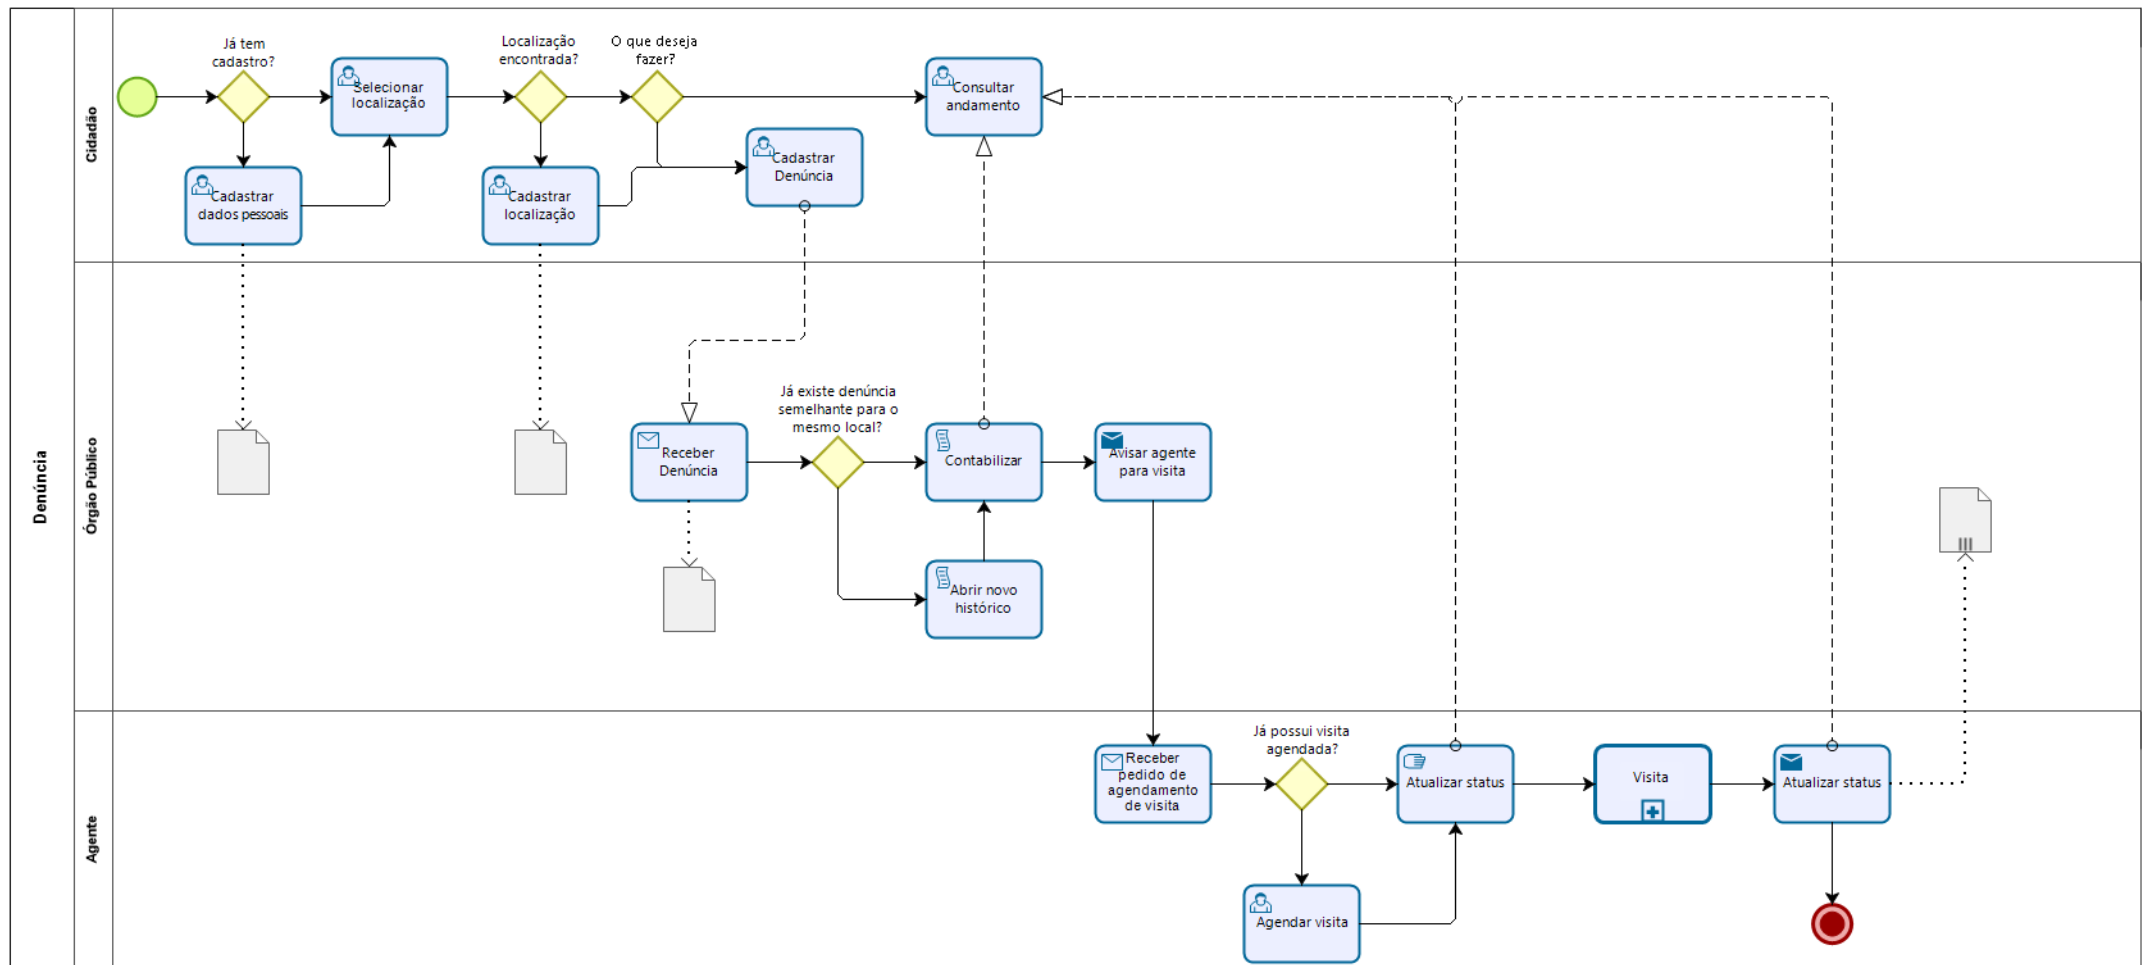 Denúncia
Cidadão
Já tem
cadastro?
Selecionar
localização
Localização
encontrada?
O que deseja
fazer?
Consultar
andamento
Cadastrar
Denúncia
Cadastrar
dados pessoais
Cadastrar
localização
Órgão Público
Já existe denúncia
semelhante para o
mesmo local?
Receber
Denúncia
Contabilizar
Avisar agente
para visita
Abrir novo
histórico
Agente
Receber
pedido de
agendamento
de visita
Já possui visita
agendada?
Atualizar status
Visita
Atualizar status
Agendar visita